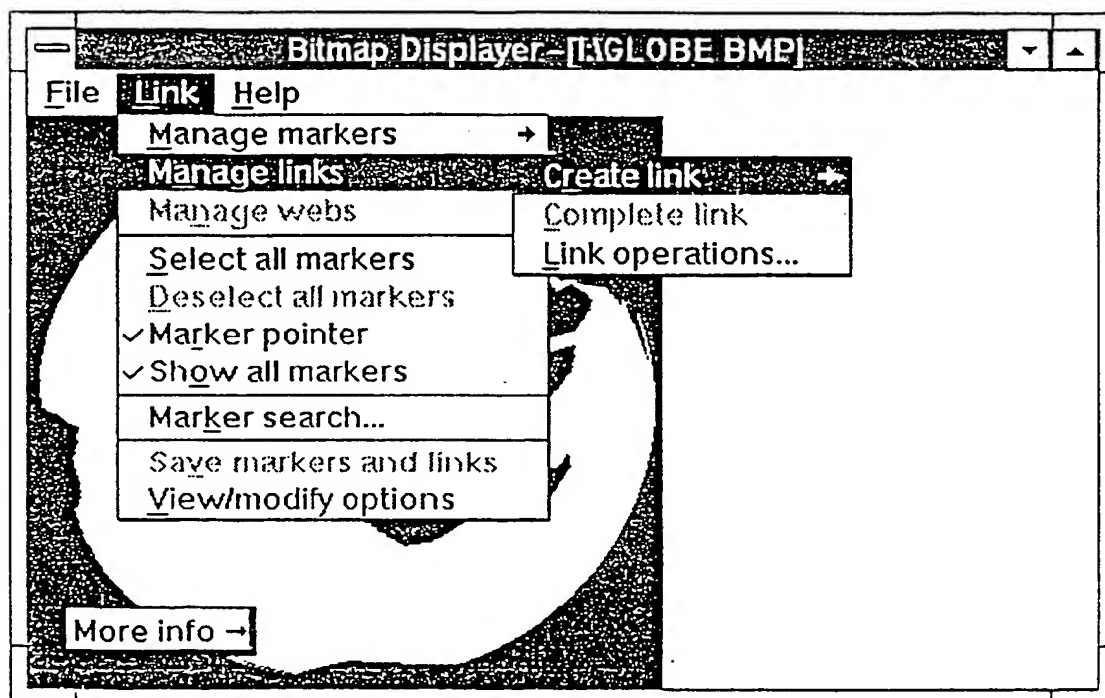 Bitmap Displayer - [I:\GLOBE.BMP]
File Link Help
Manage markers →
Manage links
Create link →
Manage webs
Complete link
Link operations...
Select all markers
Deselect all markers
✓ Marker pointer
✓ Show all markers
Marker search...
Save markers and links
View/modify options
More info →